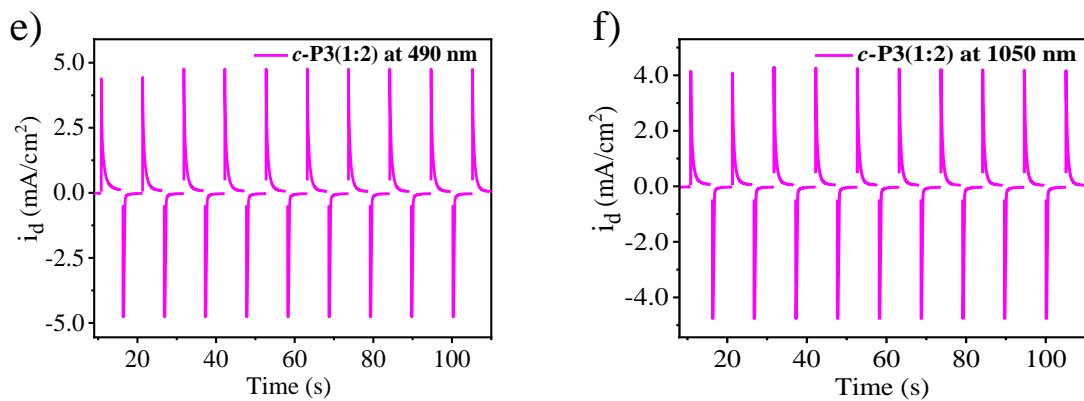 e)
c-P3(1:2) at 490 nm
5.0
2.5
0.0
-2.5
-5.0
i_d (mA/cm²)
20 40 60 80 100
Time (s)
f)
c-P3(1:2) at 1050 nm
4.0
2.0
0.0
-2.0
-4.0
i_d (mA/cm²)
20 40 60 80 100
Time (s)